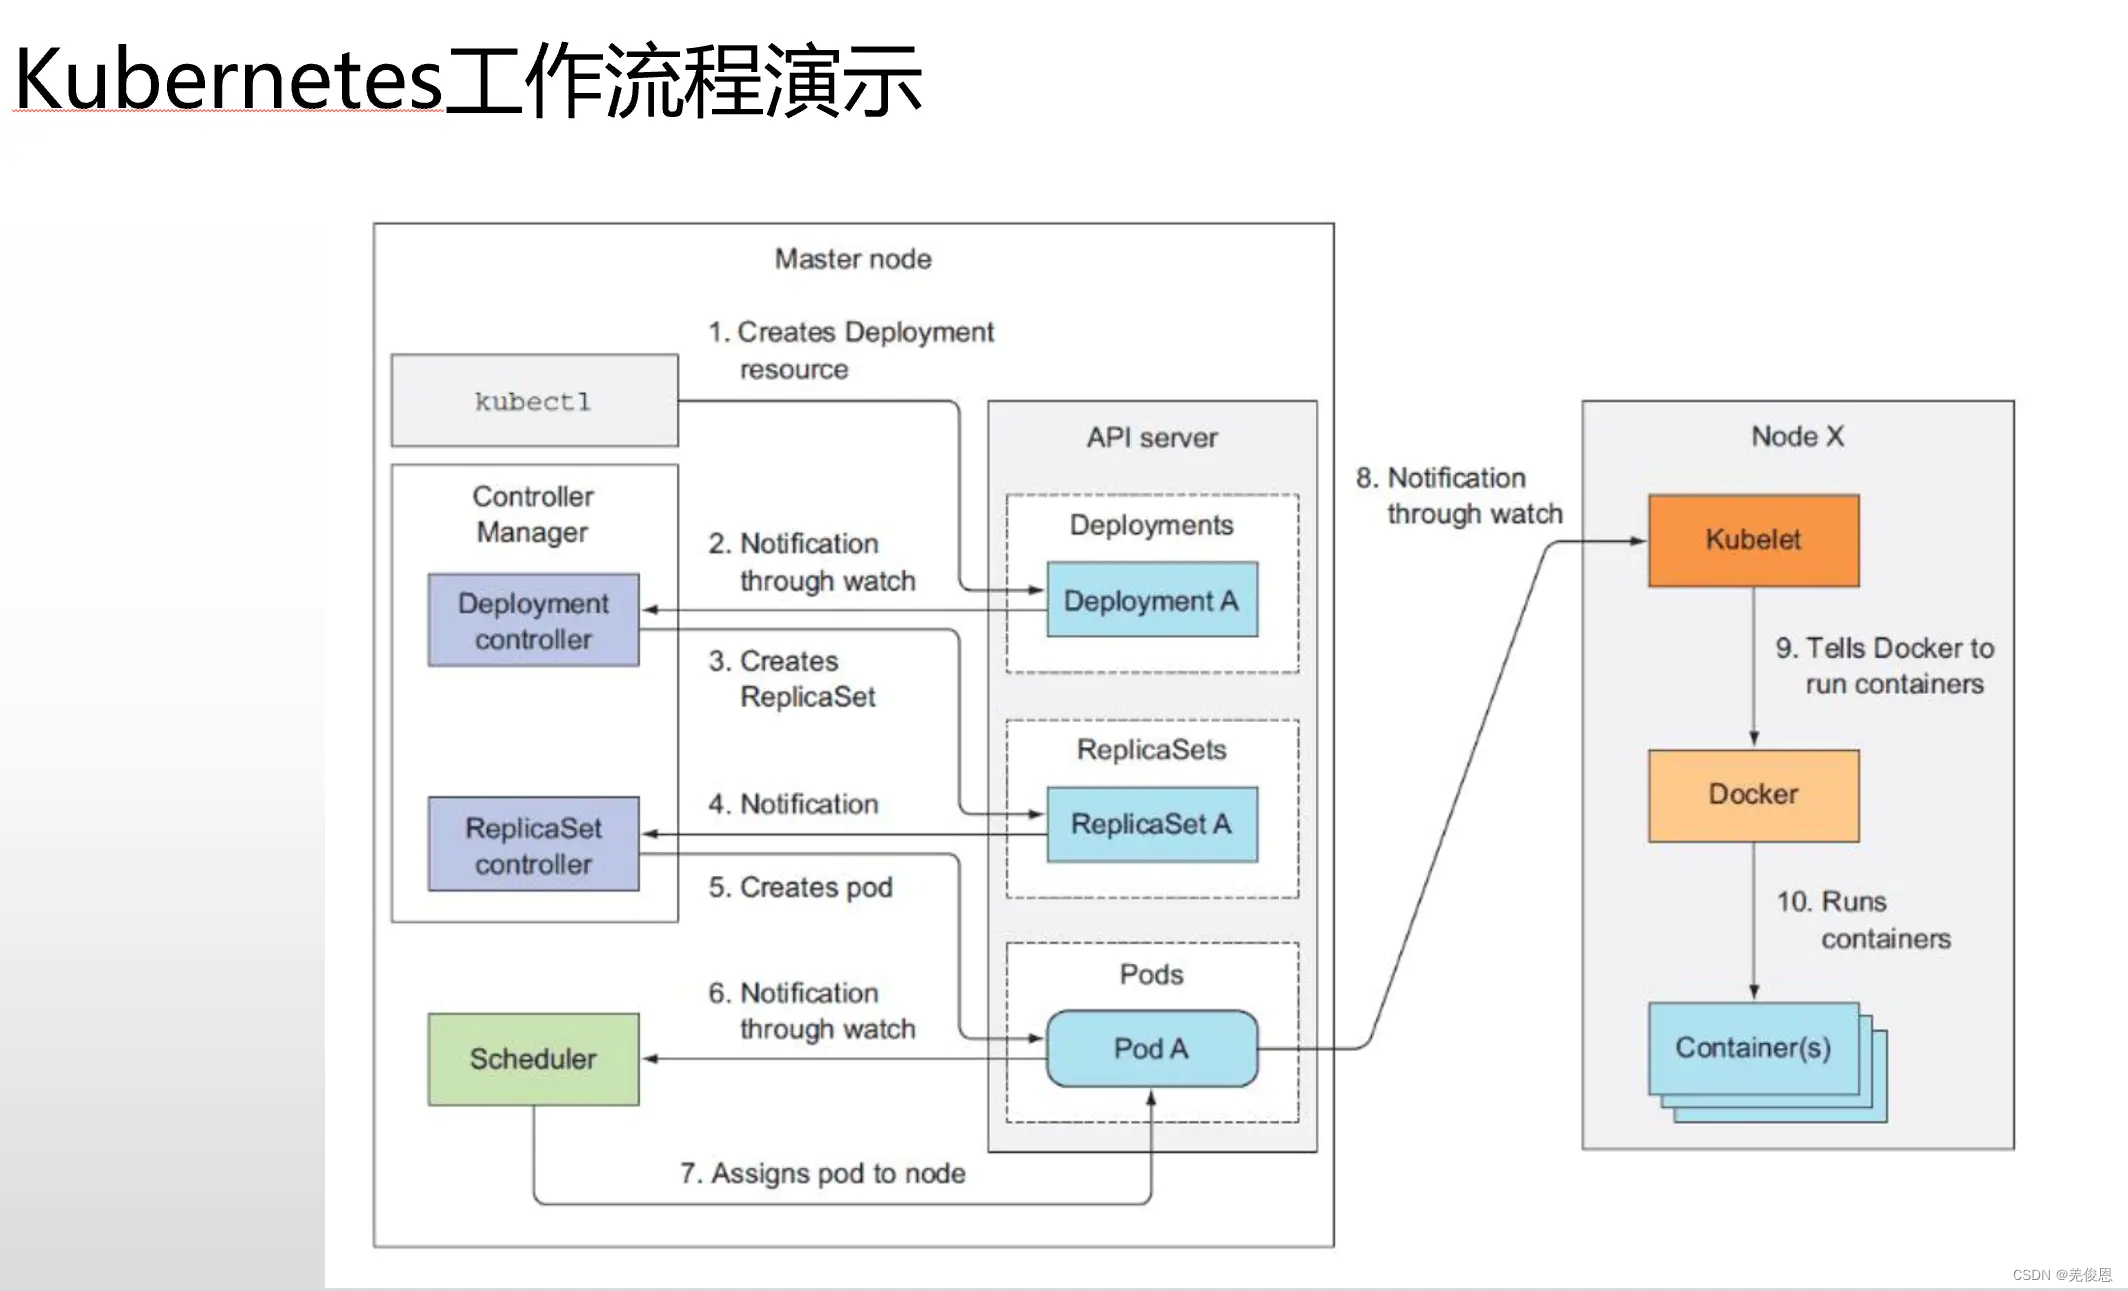 Kubernetes工作流程演示
Master node
1. Creates Deployment
resource
kubectl
API server
Controller
Manager
Deployments
2. Notification
through watch
Deployment
controller
Deployment A
3. Creates
ReplicaSet
ReplicaSets
4. Notification
ReplicaSet
controller
ReplicaSet A
5. Creates pod
Pods
6. Notification
through watch
Scheduler
Pod A
7. Assigns pod to node
8. Notification
through watch
Node X
Kubelet
9. Tells Docker to
run containers
Docker
10. Runs
containers
Container(s)
CSDN @羌俊恩